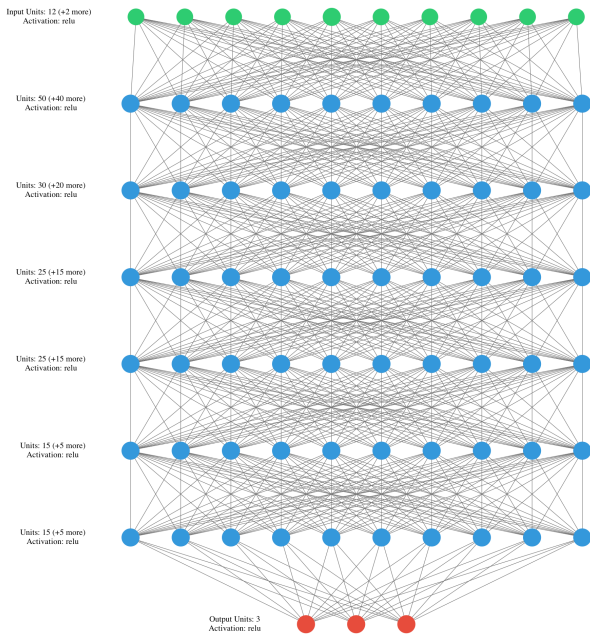 Input Units: 12 (+2 more)
Activation: relu
Units: 50 (+40 more)
Activation: relu
Units: 30 (+20 more)
Activation: relu
Units: 25 (+15 more)
Activation: relu
Units: 25 (+15 more)
Activation: relu
Units: 15 (+5 more)
Activation: relu
Units: 15 (+5 more)
Activation: relu
Output Units: 3
Activation: relu